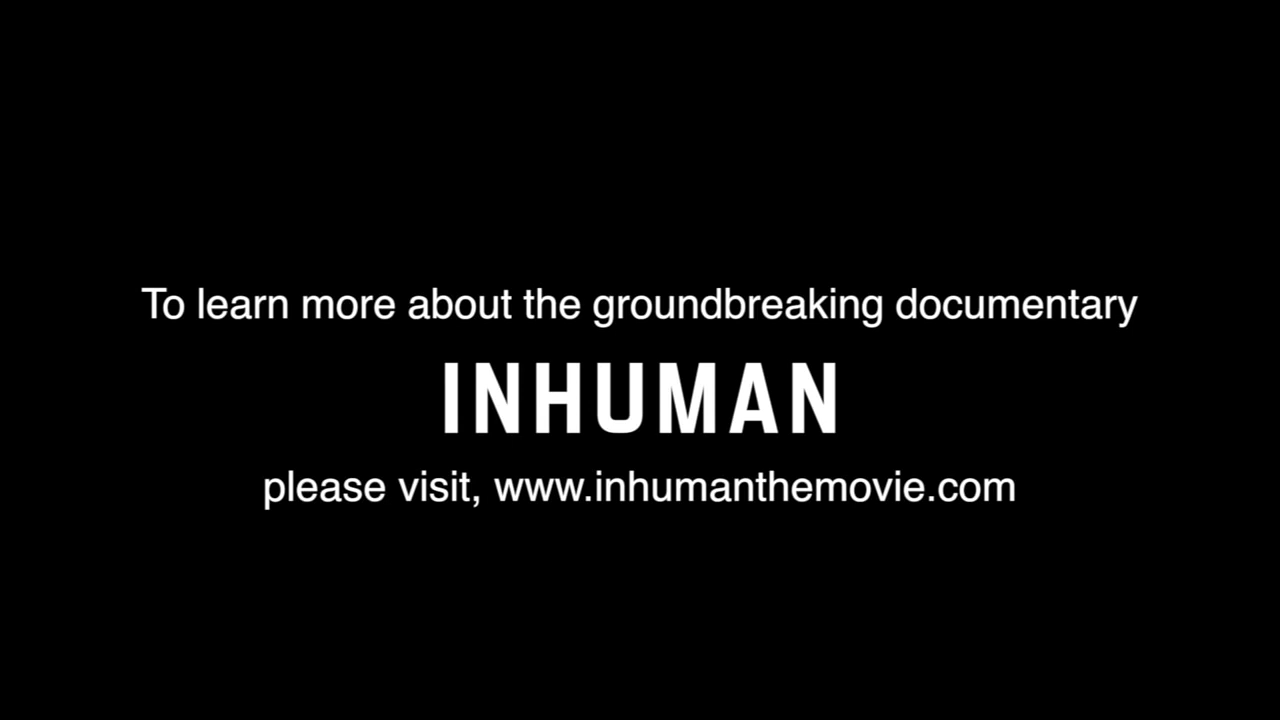 To learn more about the groundbreaking documentary
INHUMAN
please visit, www.inhumanthemovie.com